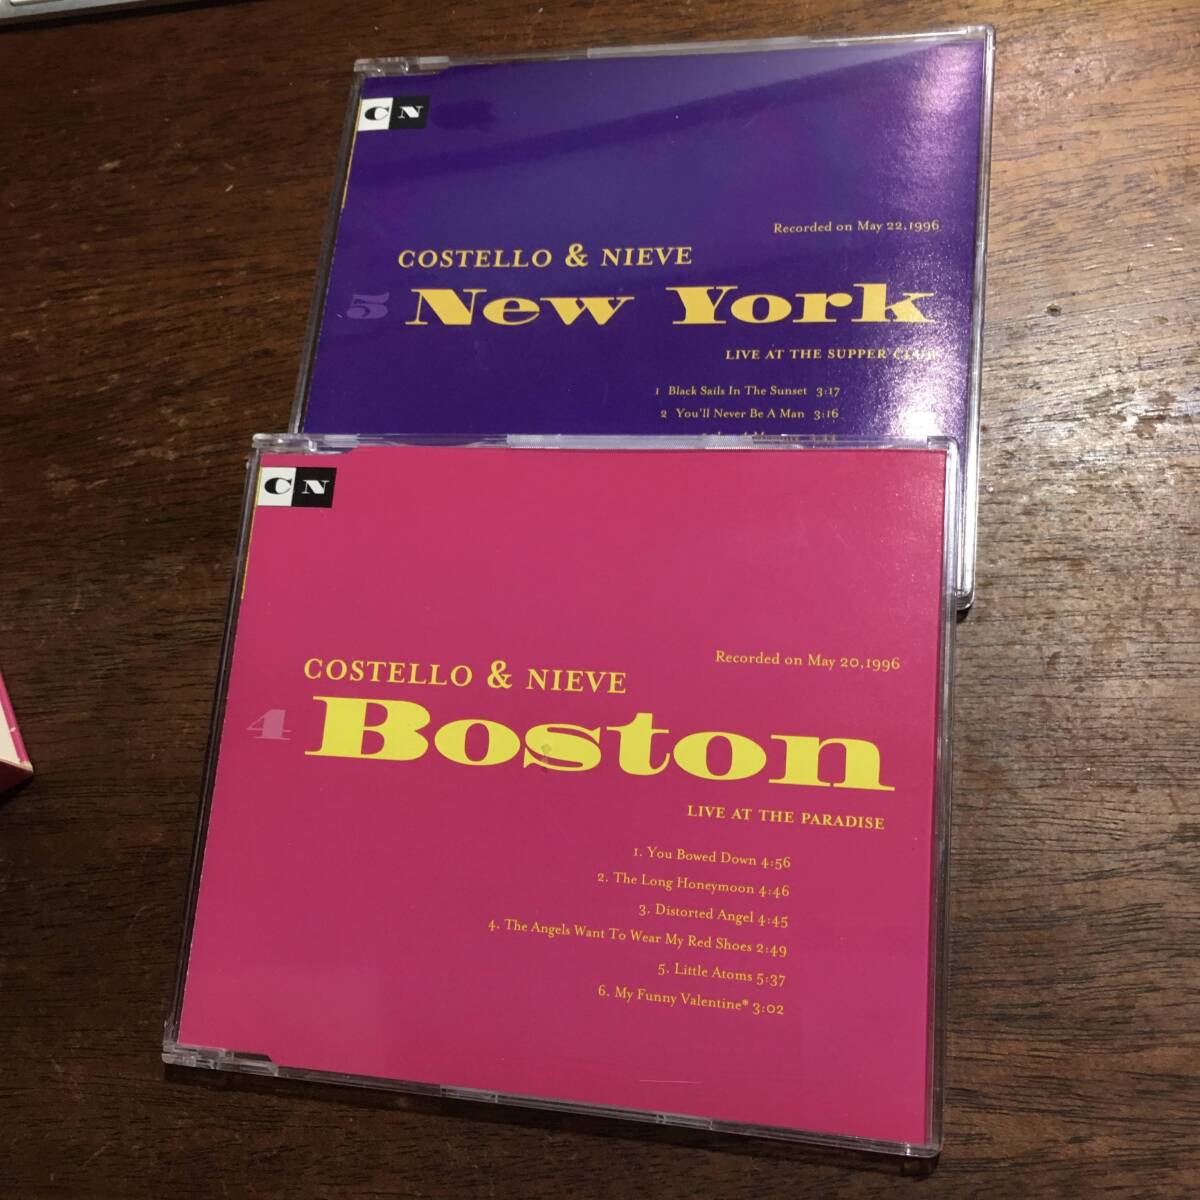 C N
Recorded on May 22,1996
COSTELLO & NIEVE
5 New York
LIVE AT THE SUPPER CLUB
1 Black Sails In The Sunset 3:17
2 You'll Never Be A Man 3:16
C N
Recorded on May 20,1996
COSTELLO & NIEVE
4 Boston
LIVE AT THE PARADISE
1. You Bowed Down 4:56
2. The Long Honeymoon 4:46
3. Distorted Angel 4:45
4. The Angels Want To Wear My Red Shoes 2:49
5. Little Atoms 5:37
6. My Funny Valentine* 3:02